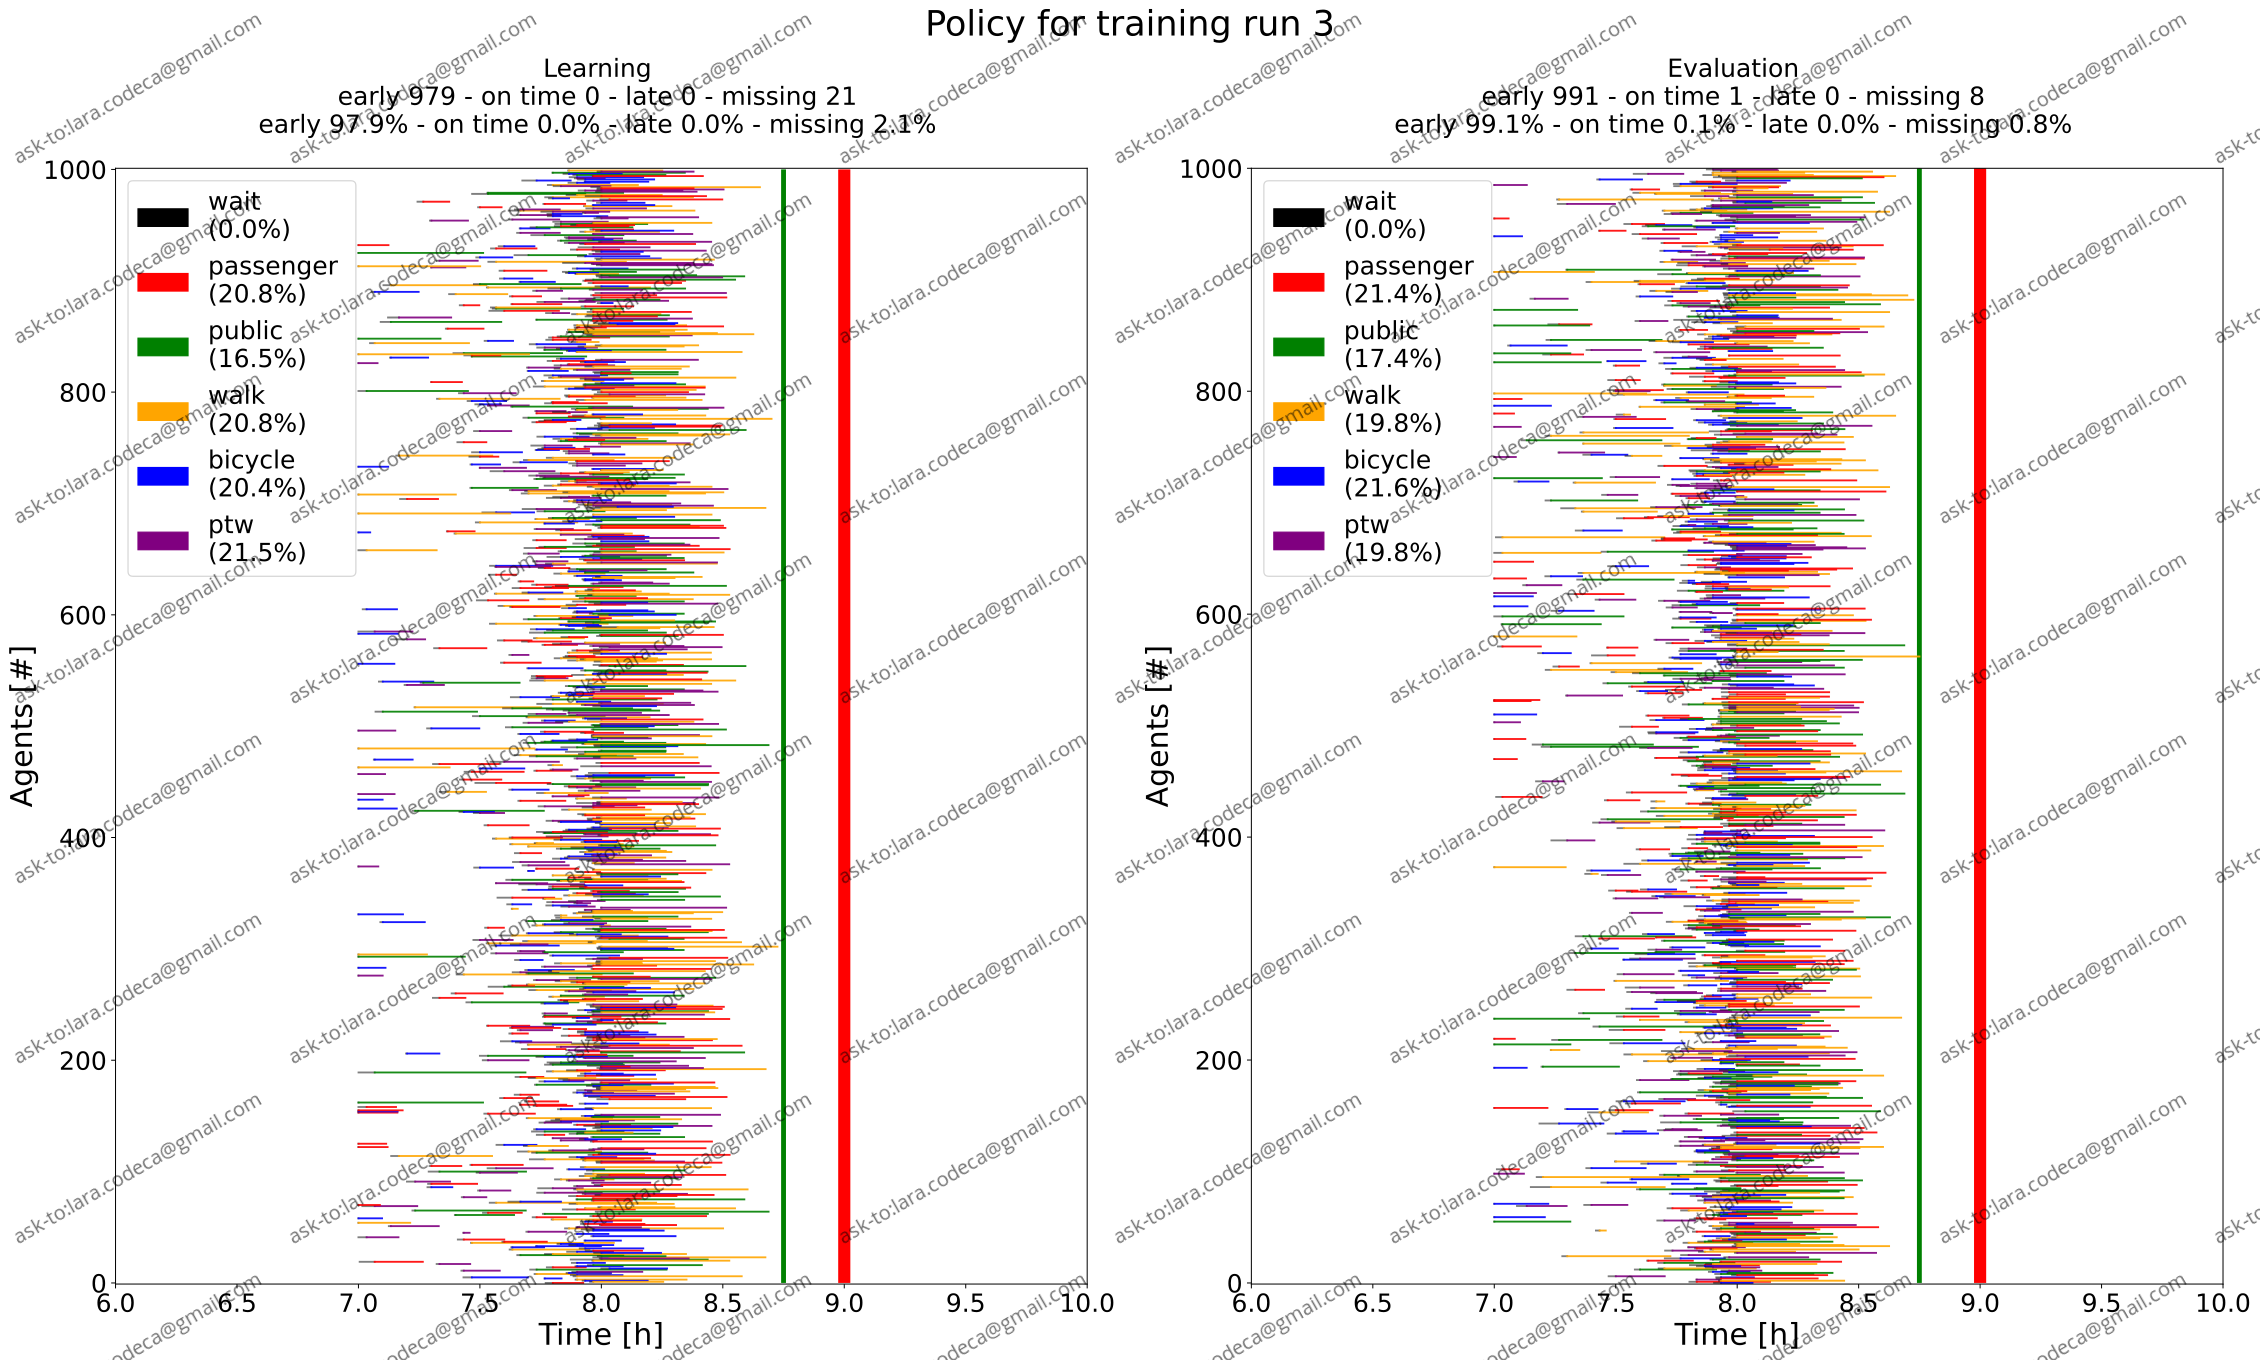 Policy for training run 3
Learning
early 979 - on time 0 - late 0 - missing 21
early 97.9% - on time 0.0% - late 0.0% - missing 2.1%
1000
800
600
400
200
0
Agents [#]
wait
(0.0%)
passenger
(20.8%)
public
(16.5%)
walk
(20.8%)
bicycle
(20.4%)
ptw
(21.5%)
6.0 6.5 7.0 7.5 8.0 8.5 9.0 9.5 10.0
Time [h]
Evaluation
early 991 - on time 1 - late 0 - missing 8
early 99.1% - on time 0.1% - late 0.0% - missing 0.8%
1000
800
600
400
200
0
Agents [#]
wait
(0.0%)
passenger
(21.4%)
public
(17.4%)
walk
(19.8%)
bicycle
(21.6%)
ptw
(19.8%)
6.0 6.5 7.0 7.5 8.0 8.5 9.0 9.5 10.0
Time [h]
ask-to:lara.codeca@gmail.com